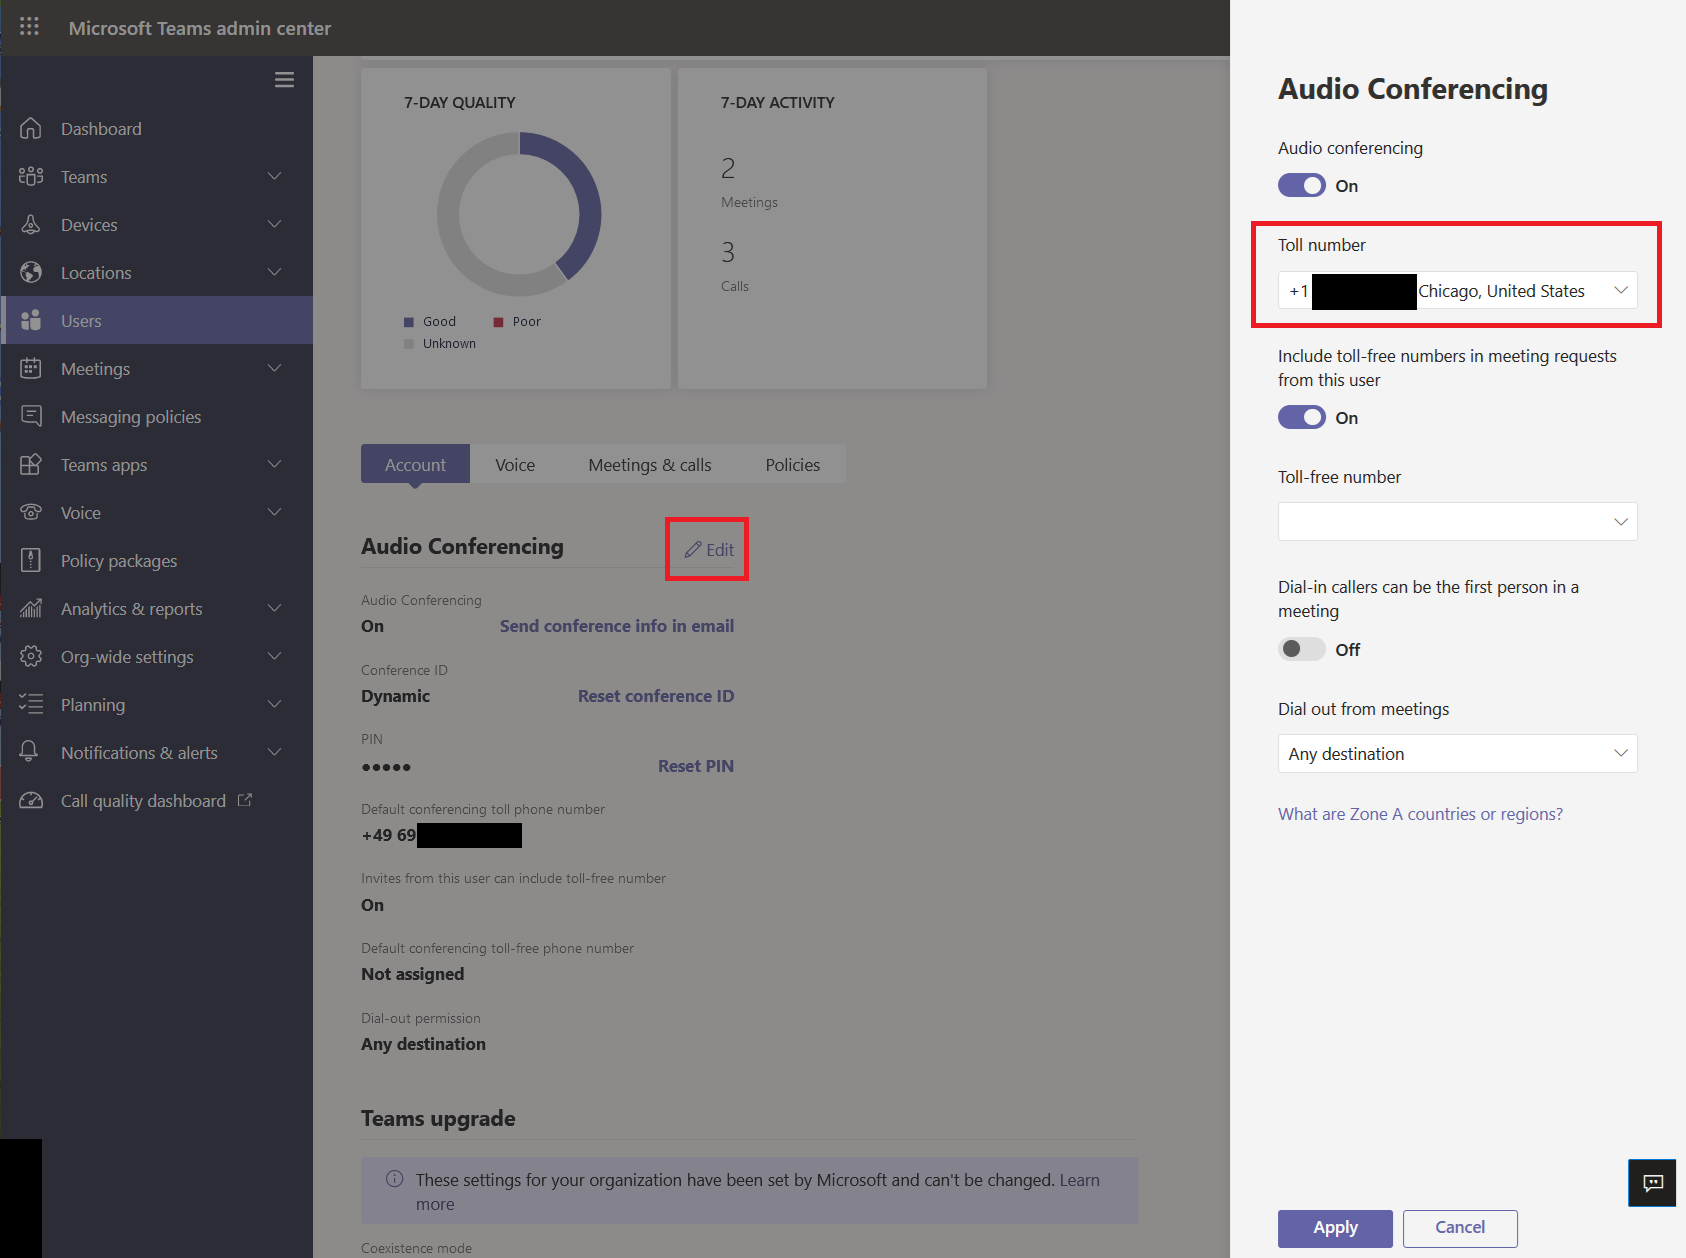 Microsoft Teams admin center
Dashboard
Teams
Devices
Locations
Users
Meetings
Messaging policies
Teams apps
Voice
Policy packages
Analytics & reports
Org-wide settings
Planning
Notifications & alerts
Call quality dashboard
7-DAY QUALITY
Good
Poor
Unknown
7-DAY ACTIVITY
2
Meetings
3
Calls
Account
Voice
Meetings & calls
Policies
Audio Conferencing
Edit
Audio Conferencing
On
Send conference info in email
Conference ID
Dynamic
Reset conference ID
PIN
●●●●●
Reset PIN
Default conferencing toll phone number
+49 69
Invites from this user can include toll-free number
On
Default conferencing toll-free phone number
Not assigned
Dial-out permission
Any destination
Teams upgrade
These settings for your organization have been set by Microsoft and can't be changed. Learn
more
Coexistence mode
Audio Conferencing
Audio conferencing
On
Toll number
+1 Chicago, United States
Include toll-free numbers in meeting requests
from this user
On
Toll-free number
Dial-in callers can be the first person in a
meeting
Off
Dial out from meetings
Any destination
What are Zone A countries or regions?
Apply
Cancel